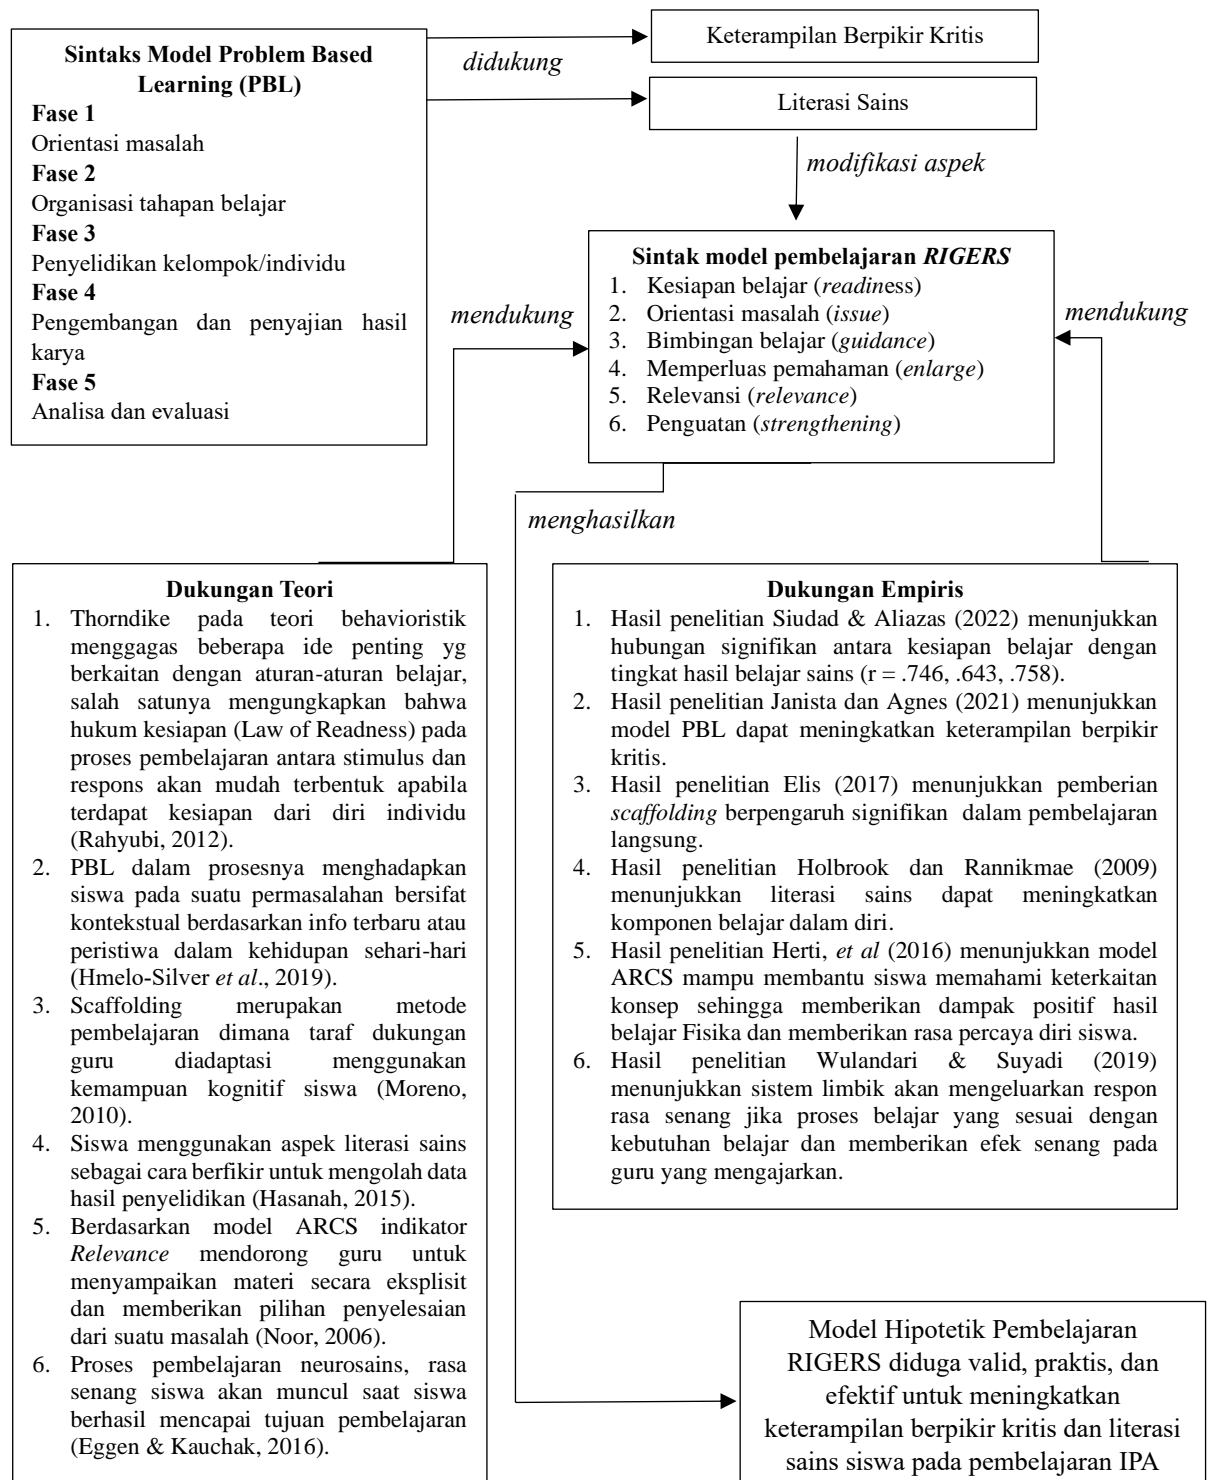 Sintaks Model Problem Based
Learning (PBL)
Fase 1
Orientasi masalah
Fase 2
Organisasi tahapan belajar
Fase 3
Penyelidikan kelompok/individu
Fase 4
Pengembangan dan penyajian hasil
karya
Fase 5
Analisa dan evaluasi
didukung
Keterampilan Berpikir Kritis
Literasi Sains
modifikasi aspek
Sintak model pembelajaran RIGERS
1. Kesiapan belajar (readiness)
2. Orientasi masalah (issue)
3. Bimbingan belajar (guidance)
4. Memperluas pemahaman (enlarge)
5. Relevansi (relevance)
6. Penguatan (strengthening)
mendukung
mendukung
menghasilkan
Dukungan Teori
1. Thorndike pada teori behavioristik
menggagas beberapa ide penting yg
berkaitan dengan aturan-aturan belajar,
salah satunya mengungkapkan bahwa
hukum kesiapan (Law of Readness) pada
proses pembelajaran antara stimulus dan
respons akan mudah terbentuk apabila
terdapat kesiapan dari diri individu
(Rahyubi, 2012).
2. PBL dalam prosesnya menghadapkan
siswa pada suatu permasalahan bersifat
kontekstual berdasarkan info terbaru atau
peristiwa dalam kehidupan sehari-hari
(Hmelo-Silver et al., 2019).
3. Scaffolding merupakan metode
pembelajaran dimana taraf dukungan
guru diadaptasi menggunakan
kemampuan kognitif siswa (Moreno,
2010).
4. Siswa menggunakan aspek literasi sains
sebagai cara berfikir untuk mengolah data
hasil penyelidikan (Hasanah, 2015).
5. Berdasarkan model ARCS indikator
Relevance mendorong guru untuk
menyampaikan materi secara eksplisit
dan memberikan pilihan penyelesaian
dari suatu masalah (Noor, 2006).
6. Proses pembelajaran neurosains, rasa
senang siswa akan muncul saat siswa
berhasil mencapai tujuan pembelajaran
(Eggen & Kauchak, 2016).
Dukungan Empiris
1. Hasil penelitian Siudad & Aliazas (2022) menunjukkan
hubungan signifikan antara kesiapan belajar dengan
tingkat hasil belajar sains (r = .746, .643, .758).
2. Hasil penelitian Janista dan Agnes (2021) menunjukkan
model PBL dapat meningkatkan keterampilan berpikir
kritis.
3. Hasil penelitian Elis (2017) menunjukkan pemberian
scaffolding berpengaruh signifikan dalam pembelajaran
langsung.
4. Hasil penelitian Holbrook dan Rannikmae (2009)
menunjukkan literasi sains dapat meningkatkan
komponen belajar dalam diri.
5. Hasil penelitian Herti, et al (2016) menunjukkan model
ARCS mampu membantu siswa memahami keterkaitan
konsep sehingga memberikan dampak positif hasil
belajar Fisika dan memberikan rasa percaya diri siswa.
6. Hasil penelitian Wulandari & Suyadi (2019)
menunjukkan sistem limbik akan mengeluarkan respon
rasa senang jika proses belajar yang sesuai dengan
kebutuhan belajar dan memberikan efek senang pada
guru yang mengajarkan.
Model Hipotetik Pembelajaran
RIGERS diduga valid, praktis, dan
efektif untuk meningkatkan
keterampilan berpikir kritis dan literasi
sains siswa pada pembelajaran IPA